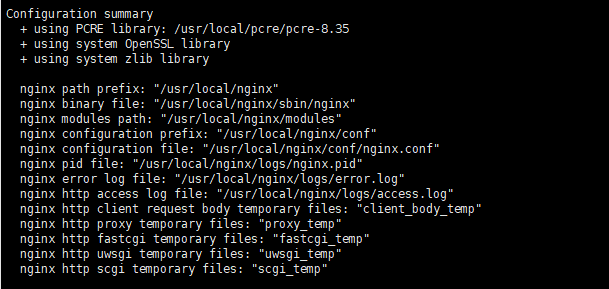 Configuration summary
+ using PCRE library: /usr/local/pcre/pcre-8.35
+ using system OpenSSL library
+ using system zlib library
nginx path prefix: "/usr/local/nginx"
nginx binary file: "/usr/local/nginx/sbin/nginx"
nginx modules path: "/usr/local/nginx/modules"
nginx configuration prefix: "/usr/local/nginx/conf"
nginx configuration file: "/usr/local/nginx/conf/nginx.conf"
nginx pid file: "/usr/local/nginx/logs/nginx.pid"
nginx error log file: "/usr/local/nginx/logs/error.log"
nginx http access log file: "/usr/local/nginx/logs/access.log"
nginx http client request body temporary files: "client_body_temp"
nginx http proxy temporary files: "proxy_temp"
nginx http fastcgi temporary files: "fastcgi_temp"
nginx http uwsgi temporary files: "uwsgi_temp"
nginx http scgi temporary files: "scgi_temp"